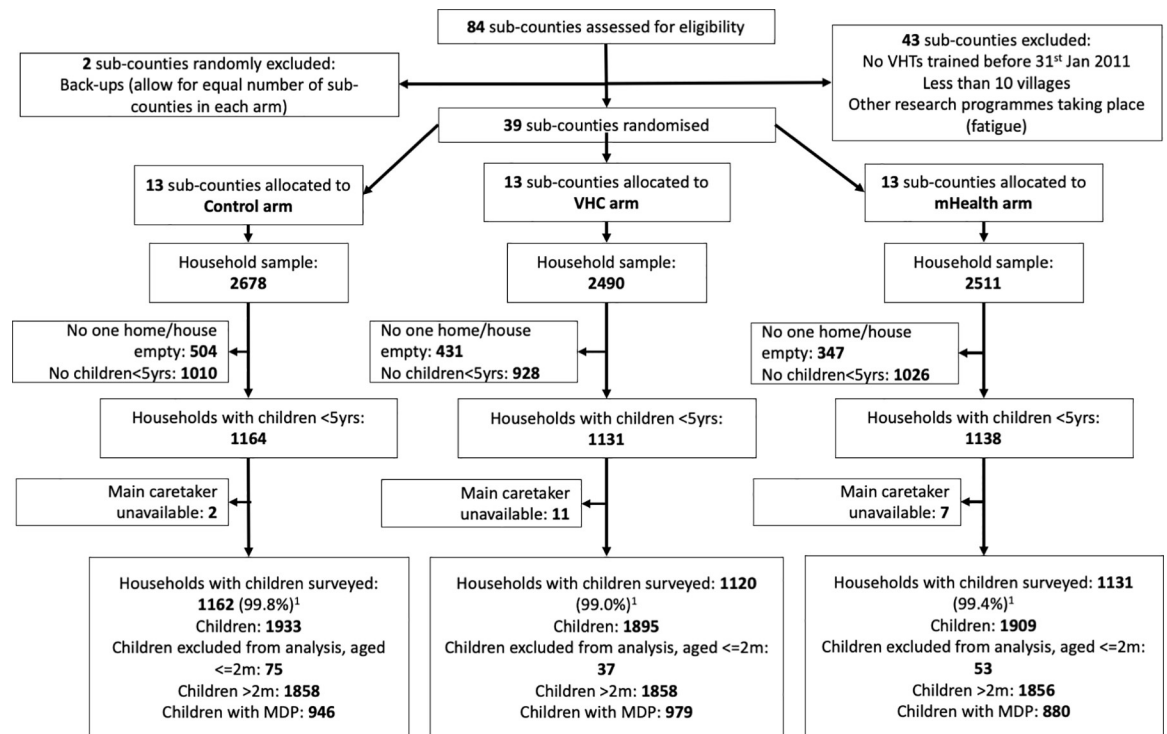 84 sub-counties assessed for eligibility
2 sub-counties randomly excluded:
Back-ups (allow for equal number of sub-
counties in each arm)
43 sub-counties excluded:
No VHTs trained before 31st Jan 2011
Less than 10 villages
Other research programmes taking place
(fatigue)
39 sub-counties randomised
13 sub-counties allocated to
Control arm
13 sub-counties allocated to
VHC arm
13 sub-counties allocated to
mHealth arm
Household sample:
2678
Household sample:
2490
Household sample:
2511
No one home/house
empty: 504
No children<5yrs: 1010
No one home/house
empty: 431
No children<5yrs: 928
No one home/house
empty: 347
No children<5yrs: 1026
Households with children <5yrs:
1164
Households with children <5yrs:
1131
Households with children <5yrs:
1138
Main caretaker
unavailable: 2
Main caretaker
unavailable: 11
Main caretaker
unavailable: 7
Households with children surveyed:
1162 (99.8%)¹
Children: 1933
Children excluded from analysis, aged
<=2m: 75
Children >2m: 1858
Children with MDP: 946
Households with children surveyed: 1120
(99.0%)¹
Children: 1895
Children excluded from analysis, aged <=2m:
37
Children >2m: 1858
Children with MDP: 979
Households with children surveyed: 1131
(99.4%)¹
Children: 1909
Children excluded from analysis, aged <=2m:
53
Children >2m: 1856
Children with MDP: 880